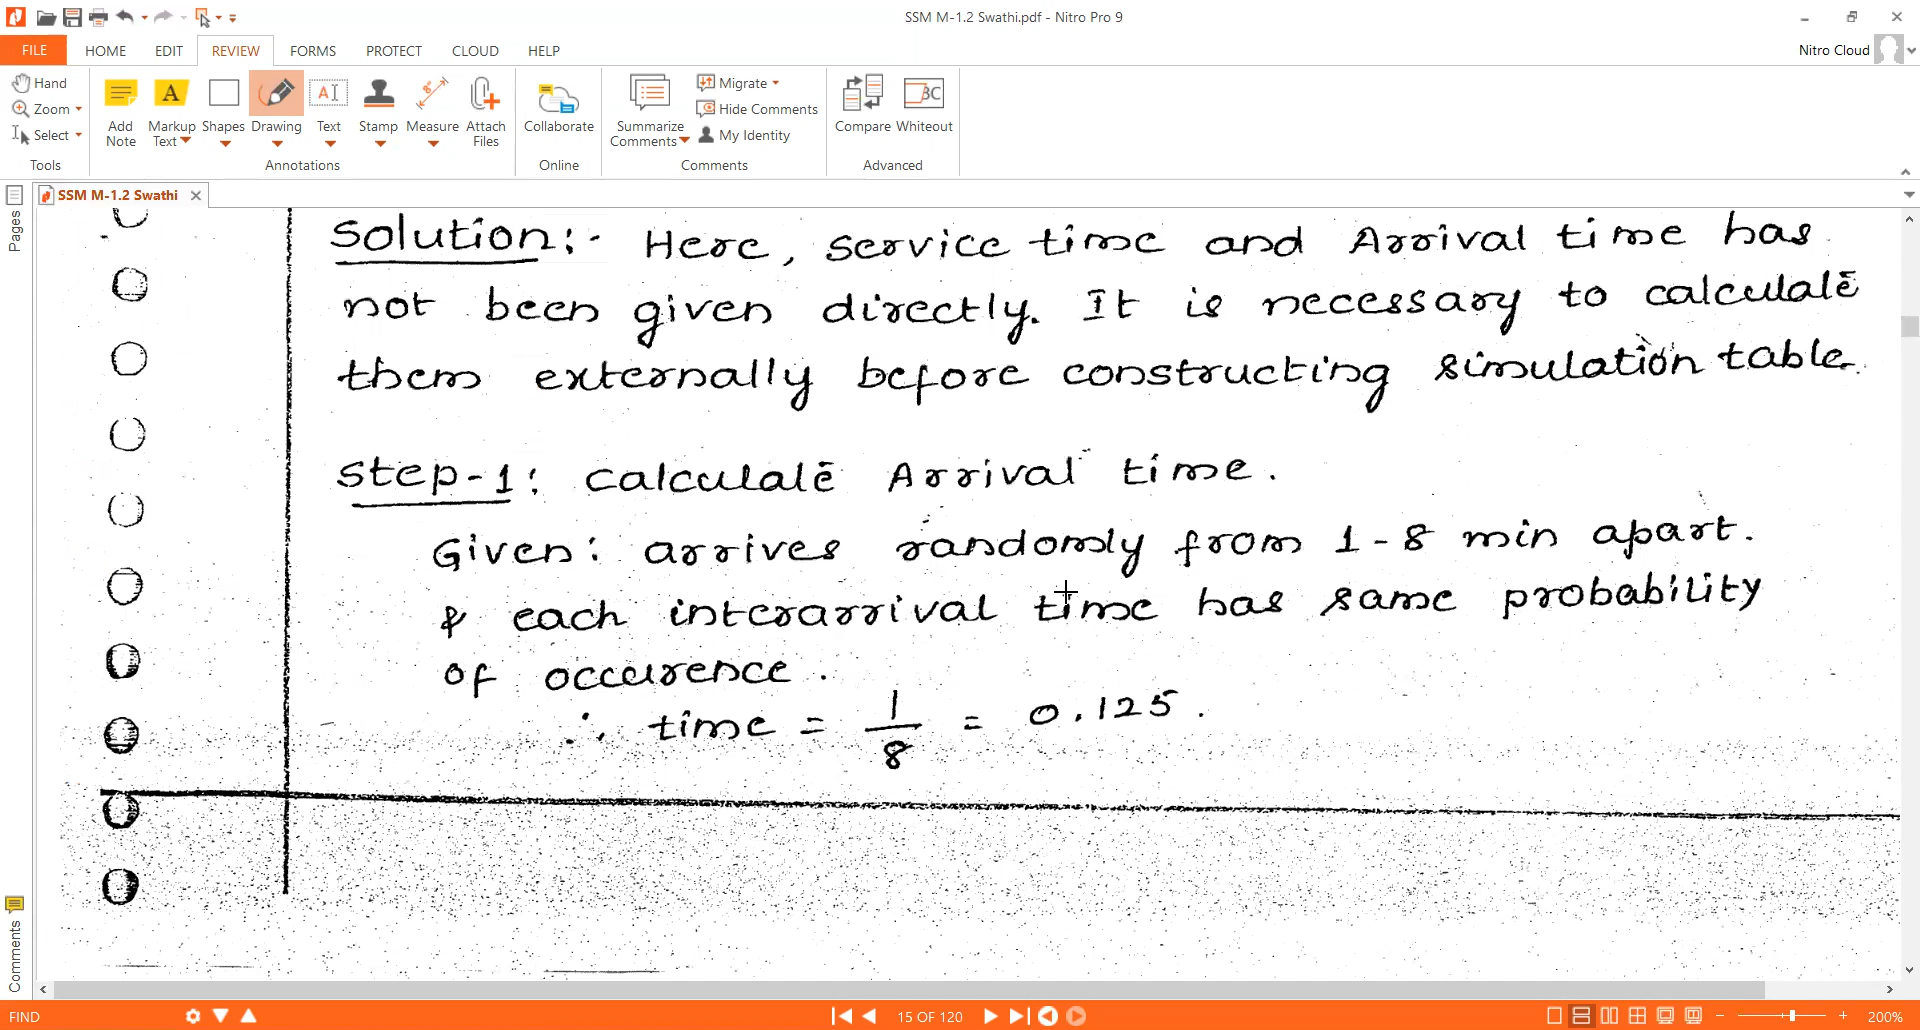 SSM M-1.2 Swathi.pdf - Nitro Pro 9
FILE HOME EDIT REVIEW FORMS PROTECT CLOUD HELP
Nitro Cloud
Hand
Zoom
Select
Tools
Add Note
Markup Text
Shapes
Drawing
Text
Stamp
Measure
Attach Files
Annotations
Collaborate
Online
Summarize Comments
Migrate
Hide Comments
My Identity
Comments
Compare
Whiteout
Advanced
SSM M-1.2 Swathi
Pages
Solution:- Here, service time and Arrival time has
not been given directly. It is necessary to calculate
them externally before constructing simulation table.
Step-1: calculate Arrival time.
Given: arrives randomly from 1-8 min apart.
& each interarrival time has same probability
of occurence.
∴ time = 1/8 = 0.125.
Comments
FIND
15 OF 120
200%